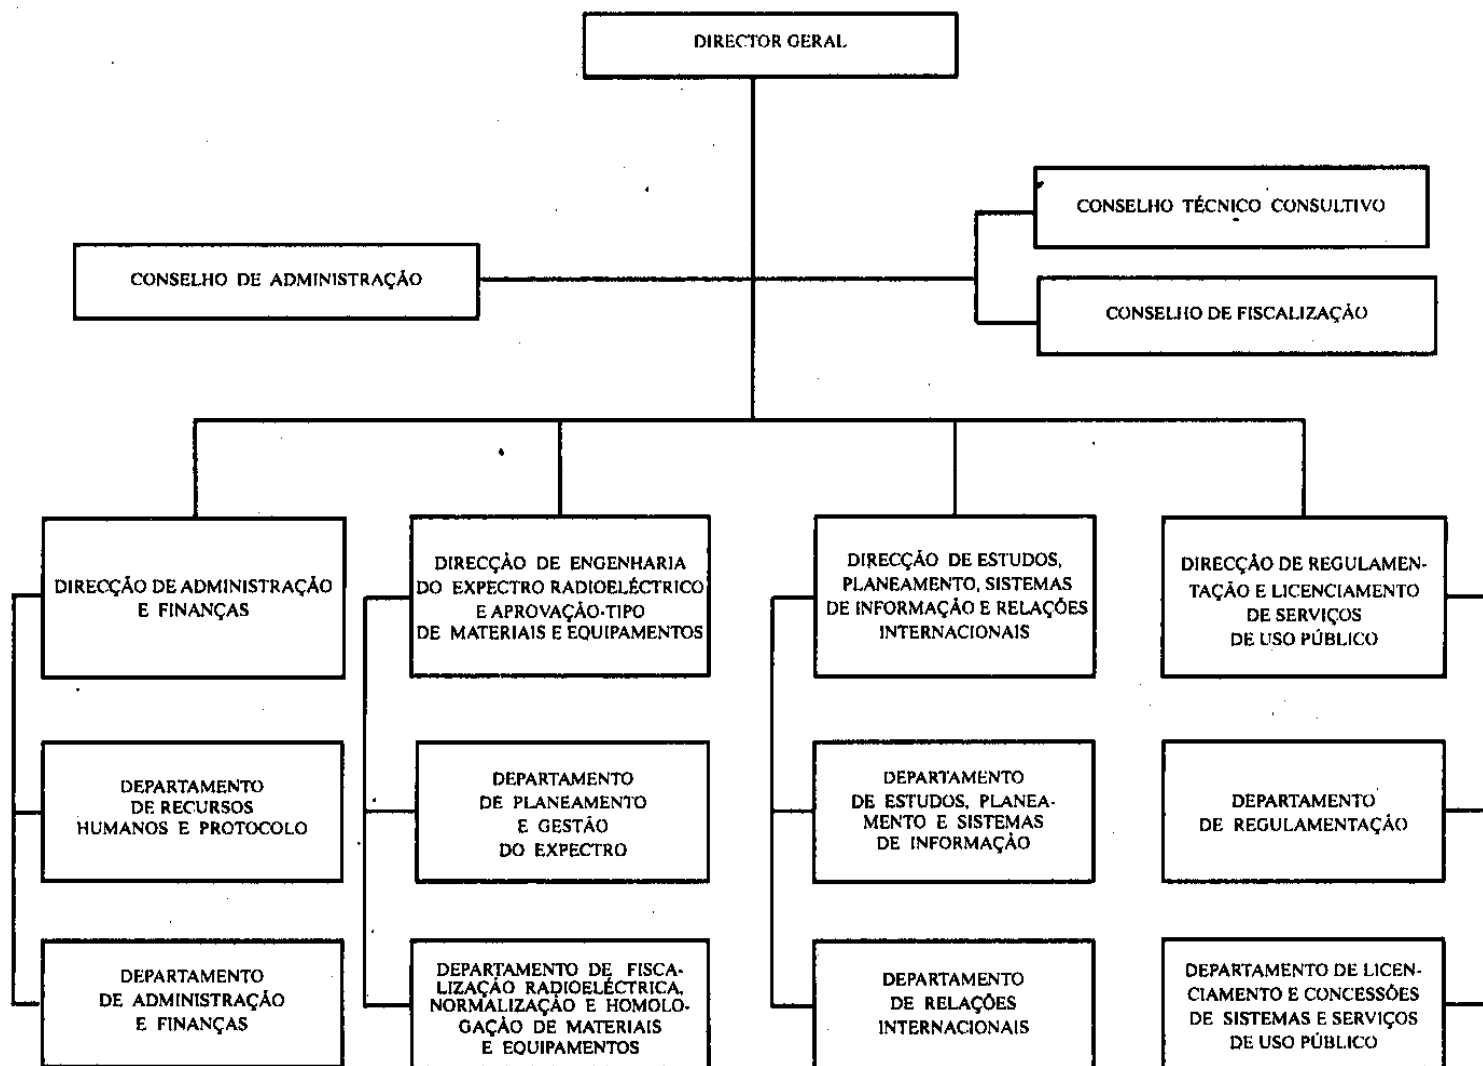 DIRECTOR GERAL
CONSELHO TÉCNICO CONSULTIVO
CONSELHO DE ADMINISTRAÇÃO
CONSELHO DE FISCALIZAÇÃO
DIRECÇÃO DE ADMINISTRAÇÃO
E FINANÇAS
DIRECÇÃO DE ENGENHARIA
DO EXPECTRO RADIOELÉCTRICO
E APROVAÇÃO-TIPO
DE MATERIAIS E EQUIPAMENTOS
DIRECÇÃO DE ESTUDOS,
PLANEAMENTO, SISTEMAS
DE INFORMAÇÃO E RELAÇÕES
INTERNACIONAIS
DIRECÇÃO DE REGULAMEN-
TAÇÃO E LICENCIAMENTO
DE SERVIÇOS
DE USO PÚBLICO
DEPARTAMENTO
DE RECURSOS
HUMANOS E PROTOCOLO
DEPARTAMENTO
DE PLANEAMENTO
E GESTÃO
DO EXPECTRO
DEPARTAMENTO
DE ESTUDOS, PLANEA-
MENTO E SISTEMAS
DE INFORMAÇÃO
DEPARTAMENTO
DE REGULAMENTAÇÃO
DEPARTAMENTO
DE ADMINISTRAÇÃO
E FINANÇAS
DEPARTAMENTO DE FISCA-
LIZAÇÃO RADIOELÉCTRICA,
NORMALIZAÇÃO E HOMOLO-
GAÇÃO DE MATERIAIS
E EQUIPAMENTOS
DEPARTAMENTO
DE RELAÇÕES
INTERNACIONAIS
DEPARTAMENTO DE LICEN-
CIAMENTO E CONCESSÕES
DE SISTEMAS E SERVIÇOS
DE USO PÚBLICO